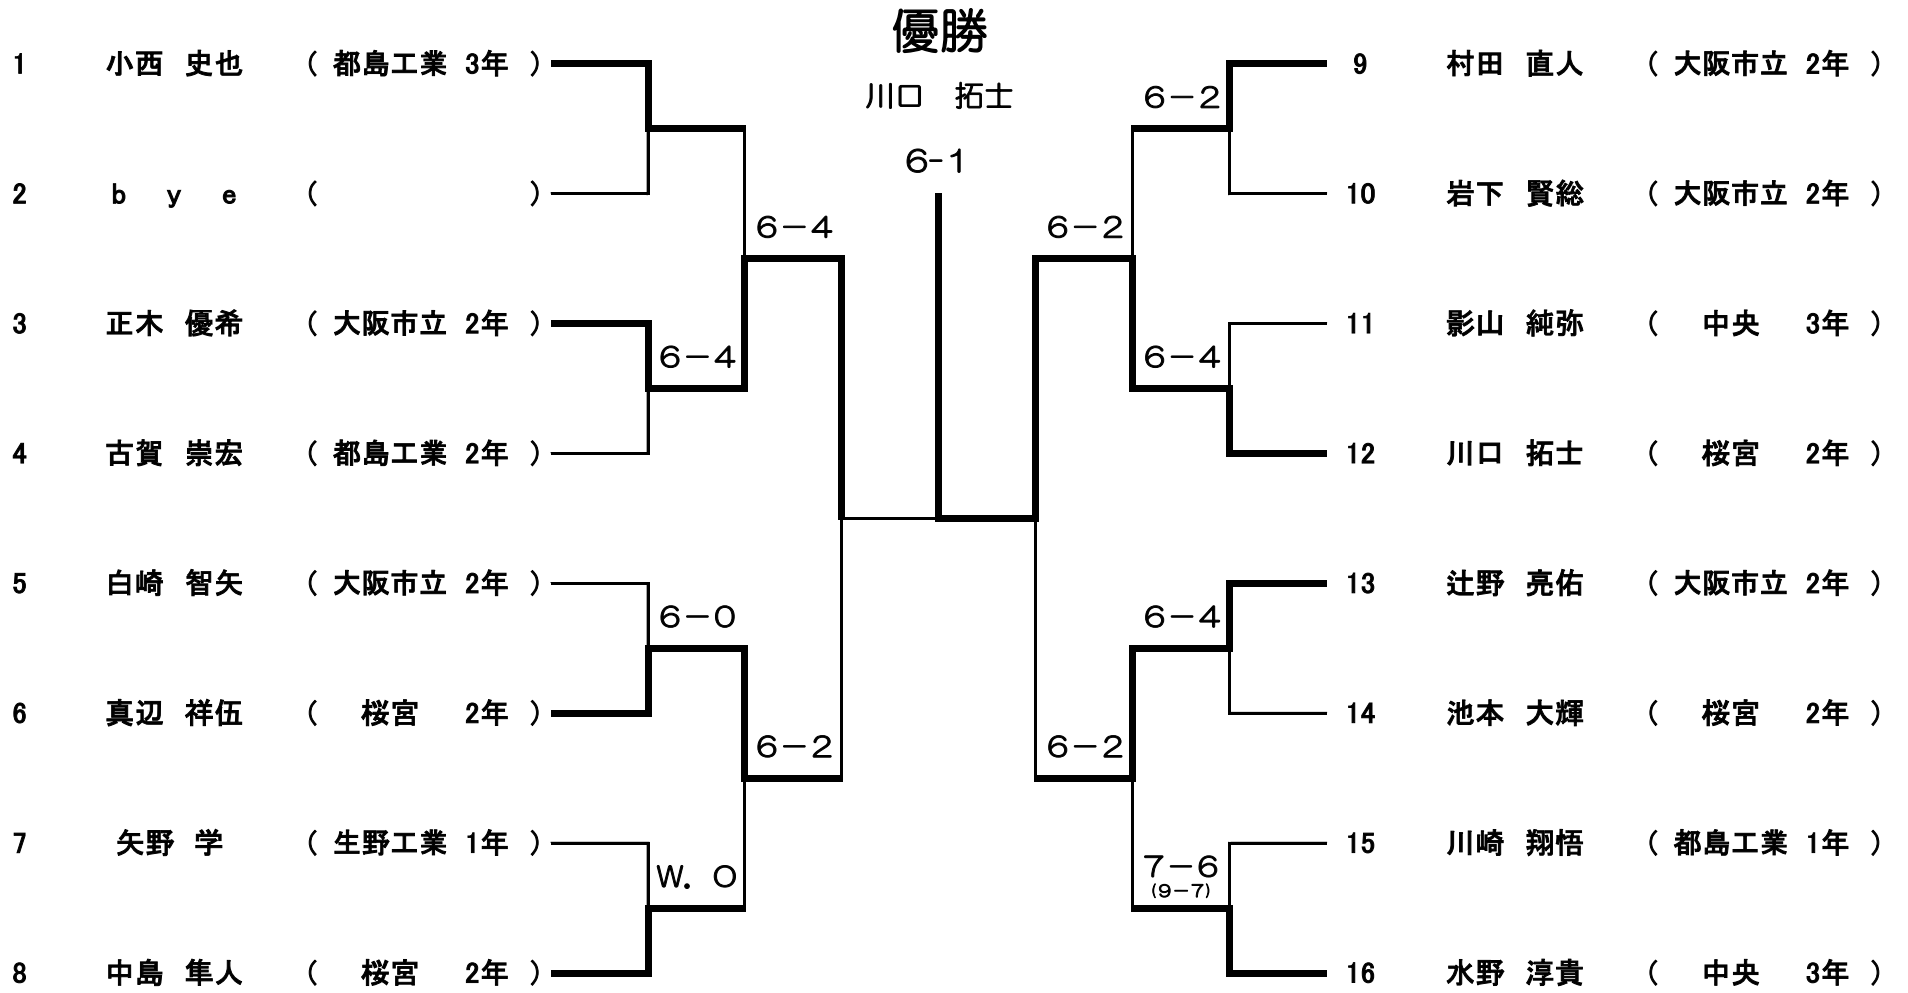 優勝
川口 拓士
6-1
1 小西 史也 ( 都島工業 3年 )
2 b y e ( )
6-4
3 正木 優希 ( 大阪市立 2年 )
6-4
4 古賀 崇宏 ( 都島工業 2年 )
5 白崎 智矢 ( 大阪市立 2年 )
6-0
6 真辺 祥伍 ( 桜宮 2年 )
6-2
7 矢野 学 ( 生野工業 1年 )
W. O
8 中島 隼人 ( 桜宮 2年 )
9 村田 直人 ( 大阪市立 2年 )
6-2
10 岩下 賢総 ( 大阪市立 2年 )
6-2
11 影山 純弥 ( 中央 3年 )
6-4
12 川口 拓士 ( 桜宮 2年 )
13 辻野 亮佑 ( 大阪市立 2年 )
6-4
14 池本 大輝 ( 桜宮 2年 )
6-2
15 川崎 翔悟 ( 都島工業 1年 )
7-6
(9-7)
16 水野 淳貴 ( 中央 3年 )